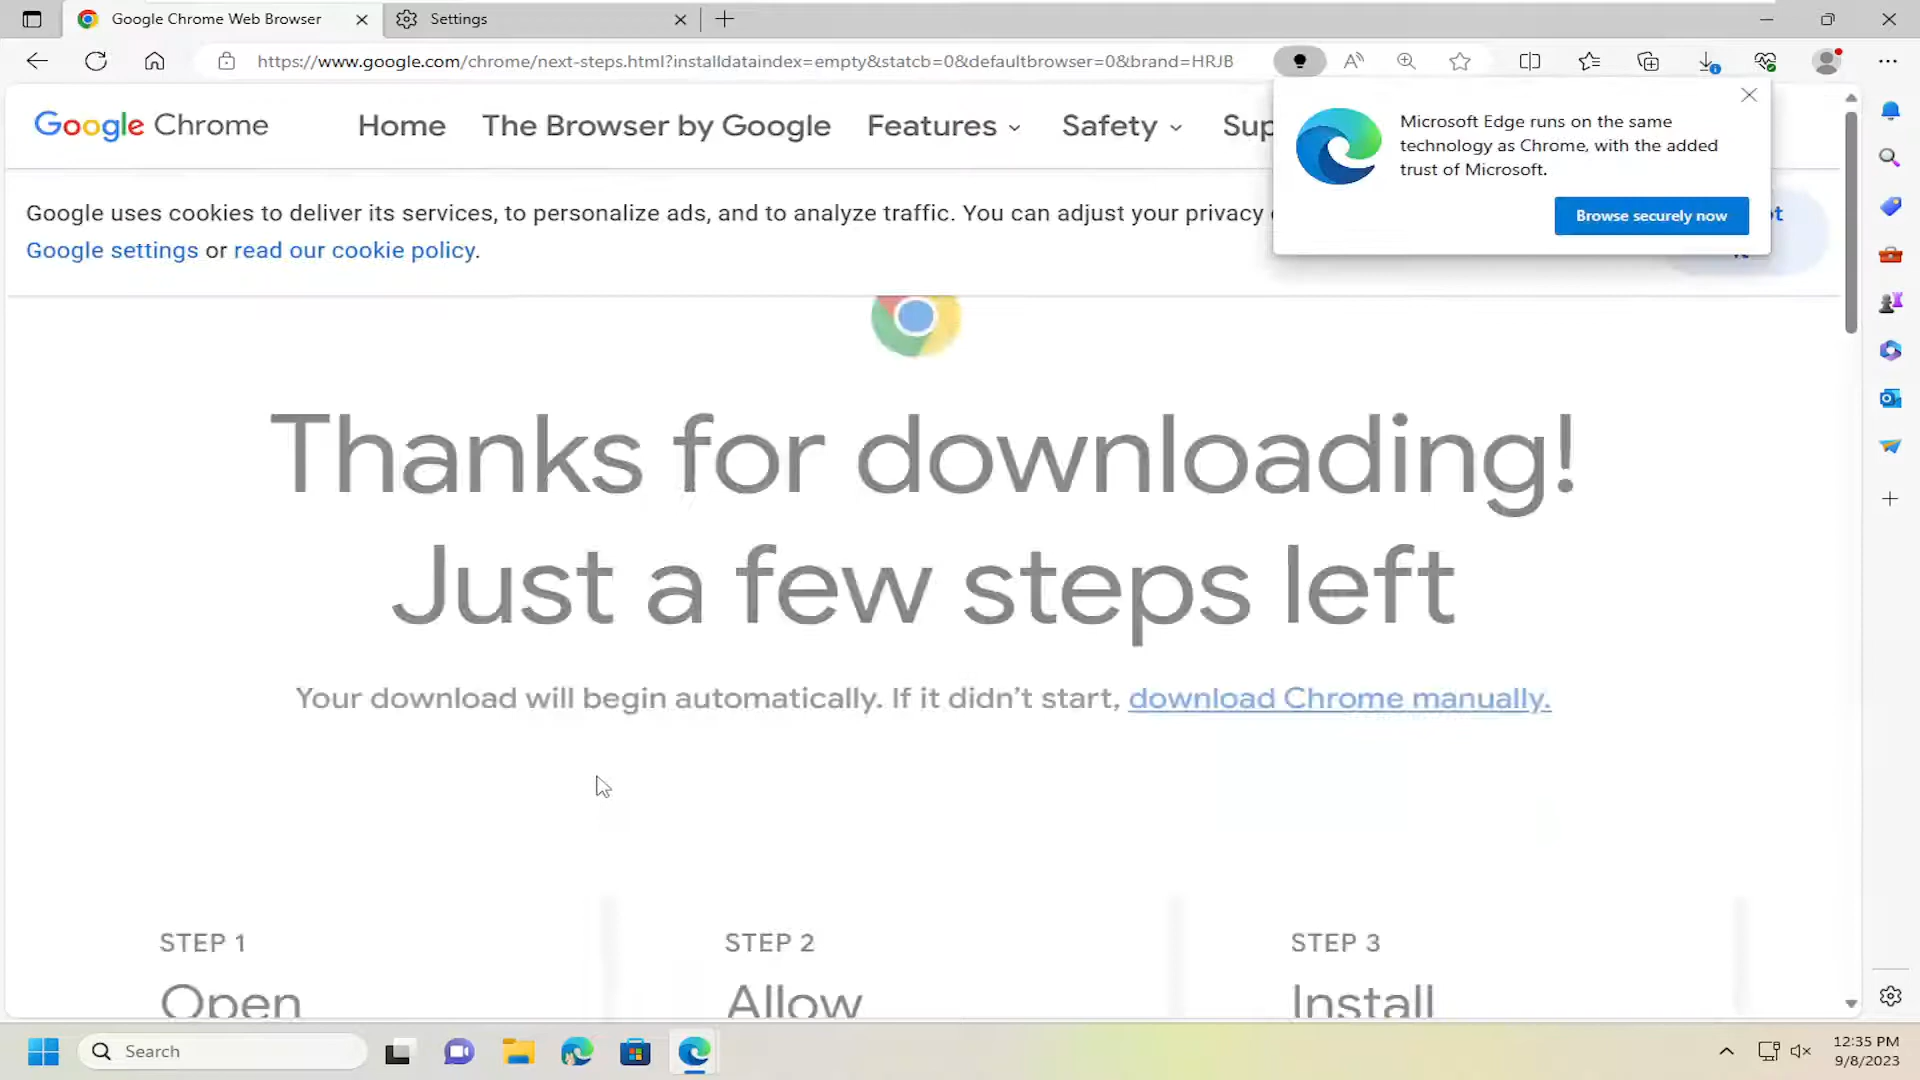 Google Chrome Web Browser
Settings
https://www.google.com/chrome/next-steps.html?installdataindex=empty&statcb=0&defaultbrowser=0&brand=HRJB
Google Chrome
Home
The Browser by Google
Features
Safety
Sup
Microsoft Edge runs on the same
technology as Chrome, with the added
trust of Microsoft.
Browse securely now
Google uses cookies to deliver its services, to personalize ads, and to analyze traffic. You can adjust your privacy
Google settings or read our cookie policy.
Thanks for downloading!
Just a few steps left
Your download will begin automatically. If it didn’t start, download Chrome manually.
STEP 1
Open
STEP 2
Allow
STEP 3
Install
Search
12:35 PM
9/8/2023